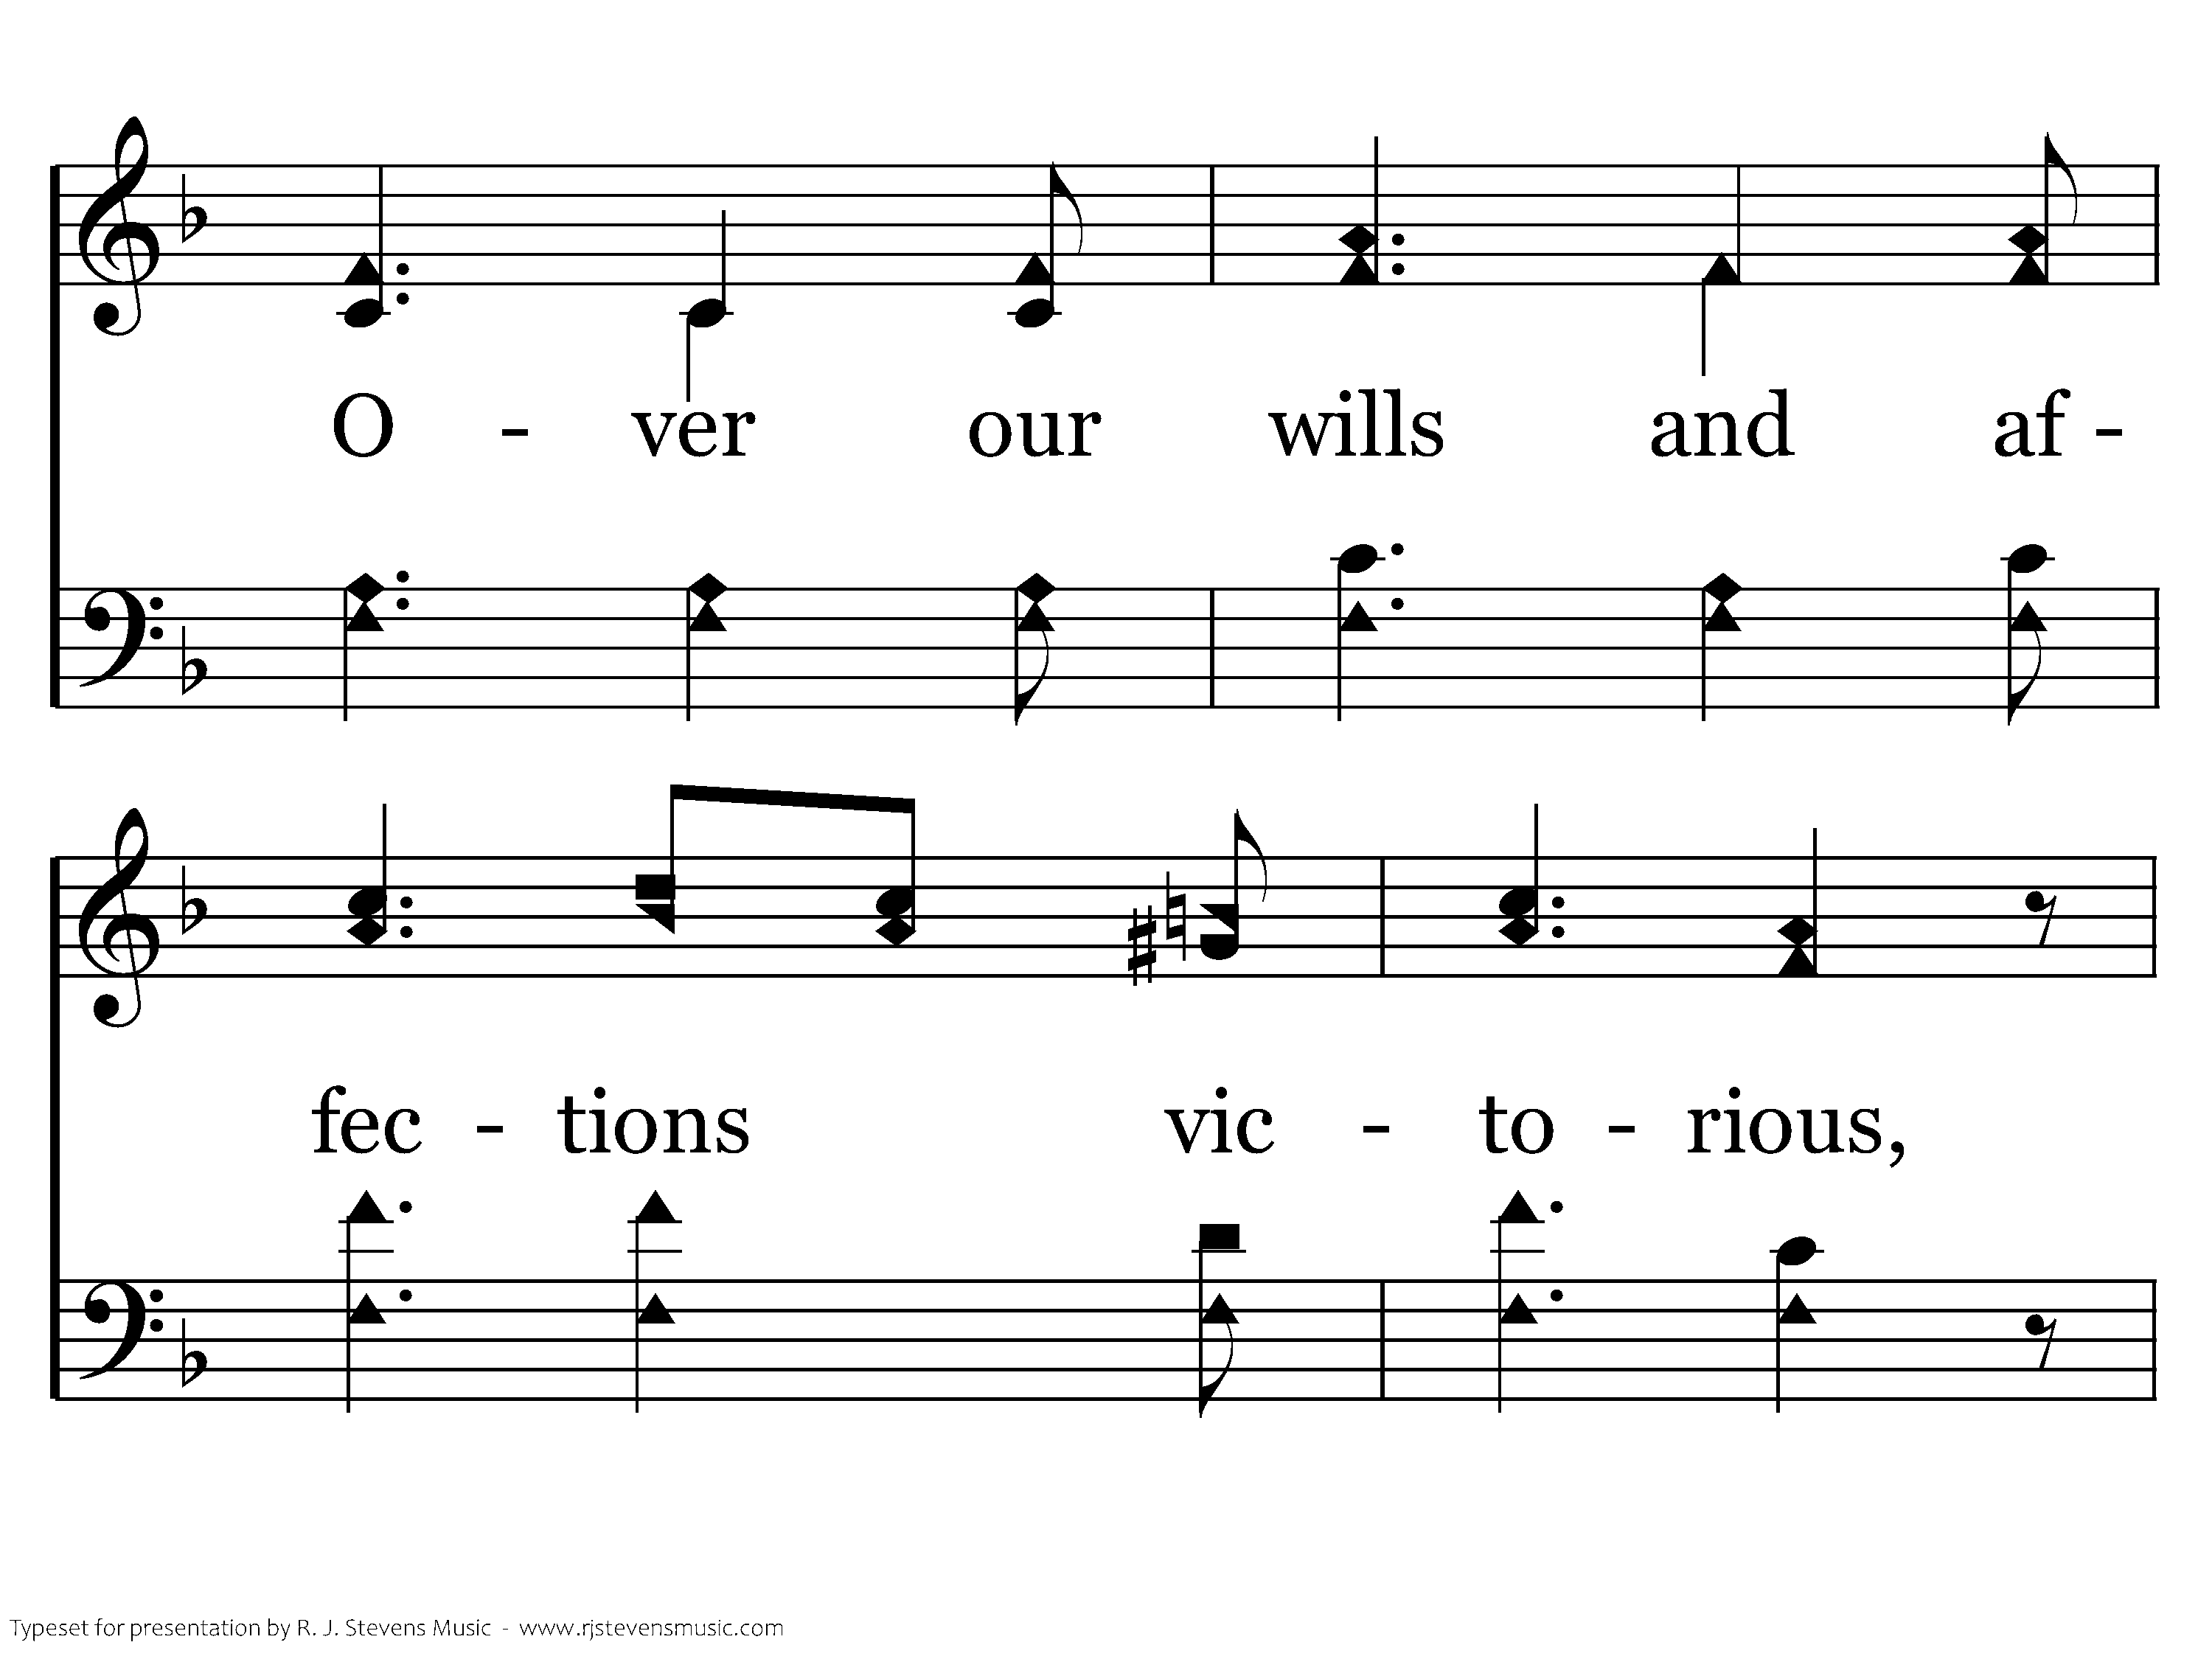 O - ver our wills and af -
fec - tions vic - to - rious,
Typeset for presentation by R. J. Stevens Music - www.rjstevensmusic.com